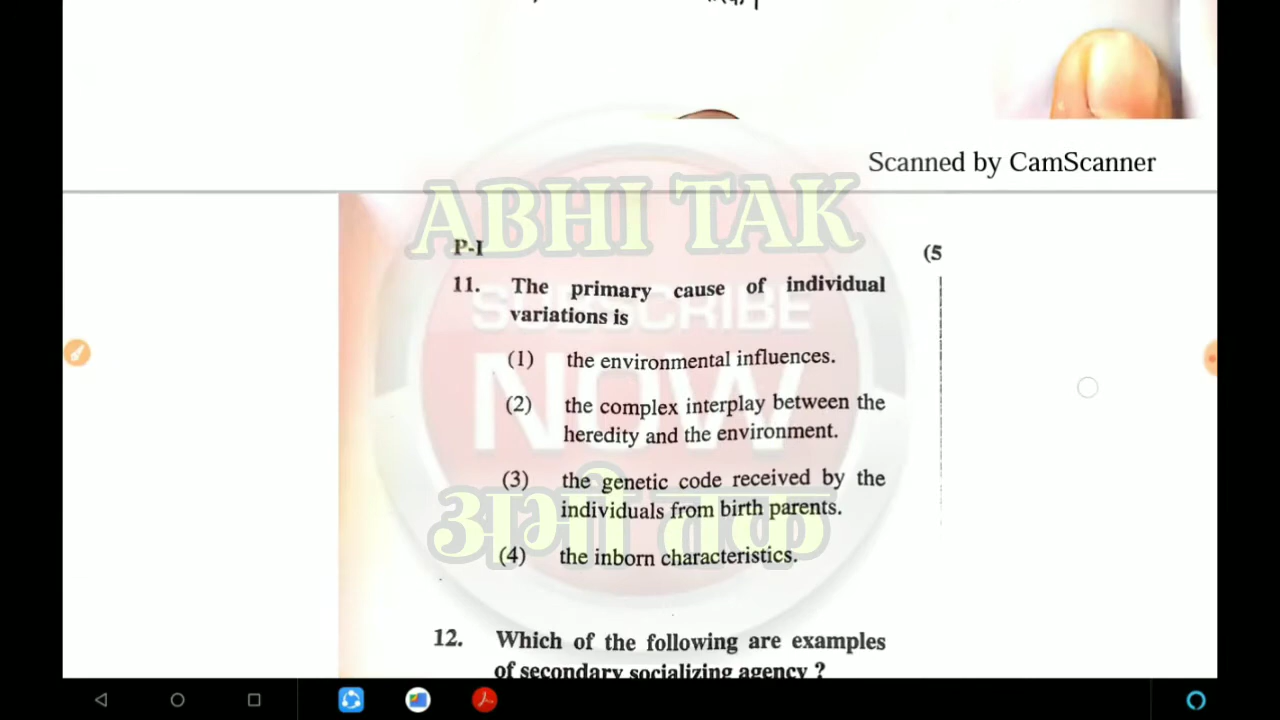 Scanned by CamScanner
ABHI TAK
P-I
(5
11. The primary cause of individual
variations is
SUBSCRIBE
NOW
(1) the environmental influences.
(2) the complex interplay between the
heredity and the environment.
(3) the genetic code received by the
individuals from birth parents.
अभी तक
(4) the inborn characteristics.
12. Which of the following are examples
of secondary socializing agency ?